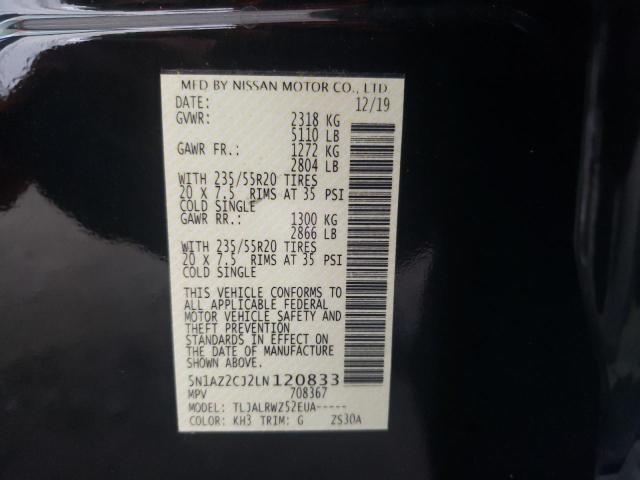 MFD BY NISSAN MOTOR CO., LTD.
DATE: 12/19
GVWR: 2318 KG
5110 LB
GAWR FR.: 1272 KG
2804 LB
WITH 235/55R20 TIRES
20 X 7.5 RIMS AT 35 PSI
COLD SINGLE
GAWR RR.: 1300 KG
2866 LB
WITH 235/55R20 TIRES
20 X 7.5 RIMS AT 35 PSI
COLD SINGLE
THIS VEHICLE CONFORMS TO
ALL APPLICABLE FEDERAL
MOTOR VEHICLE SAFETY AND
THEFT PREVENTION
STANDARDS IN EFFECT ON
THE DATE OF MANUFACTURE
SHOWN ABOVE.
5N1AZ2CJ2LN120833
MPV 708367
MODEL: TLJALRWZ52EUA-----
COLOR: KH3 TRIM: G ZS30A